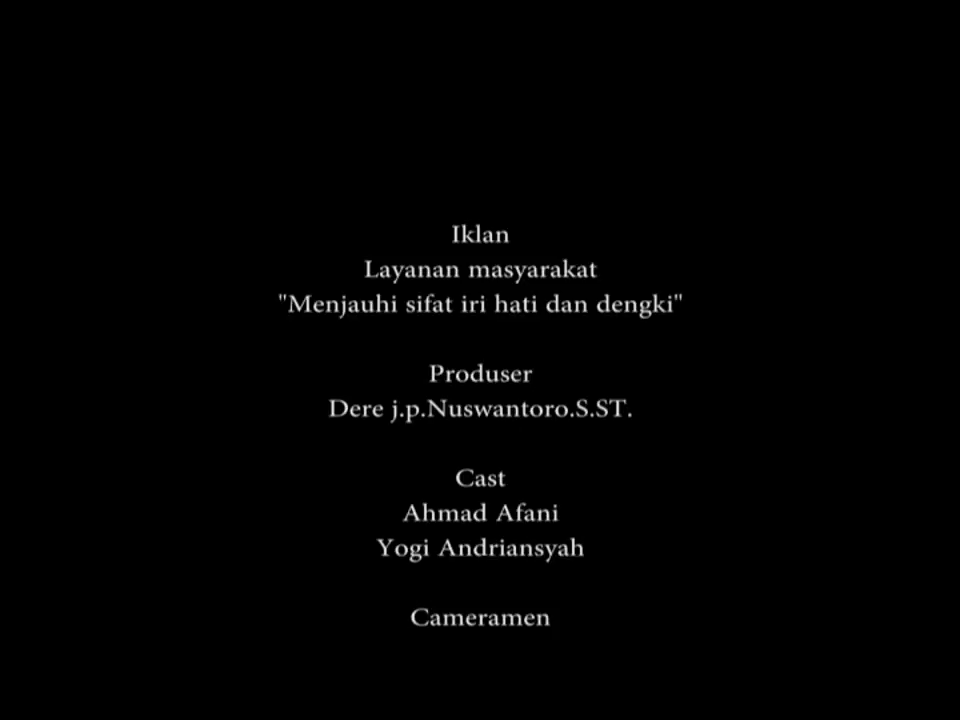 Iklan
Layanan masyarakat
"Menjauhi sifat iri hati dan dengki"
Produser
Dere j.p.Nuswantoro.S.ST.
Cast
Ahmad Afani
Yogi Andriansyah
Cameramen